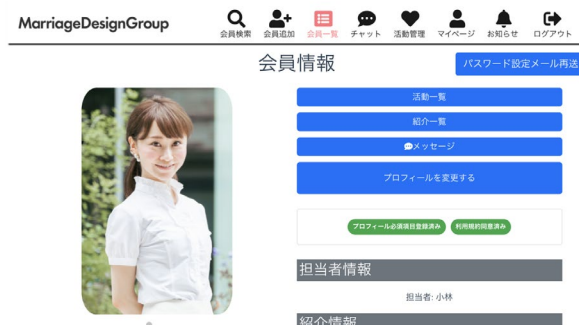 MarriageDesignGroup
会員検索 会員追加 会員一覧 チャット 活動管理 マイページ お知らせ ログアウト
会員情報
パスワード設定メール再送
活動一覧
紹介一覧
メッセージ
プロフィールを変更する
プロフィール必須項目登録済み 利用規約同意済み
担当者情報
担当者: 小林
紹介情報